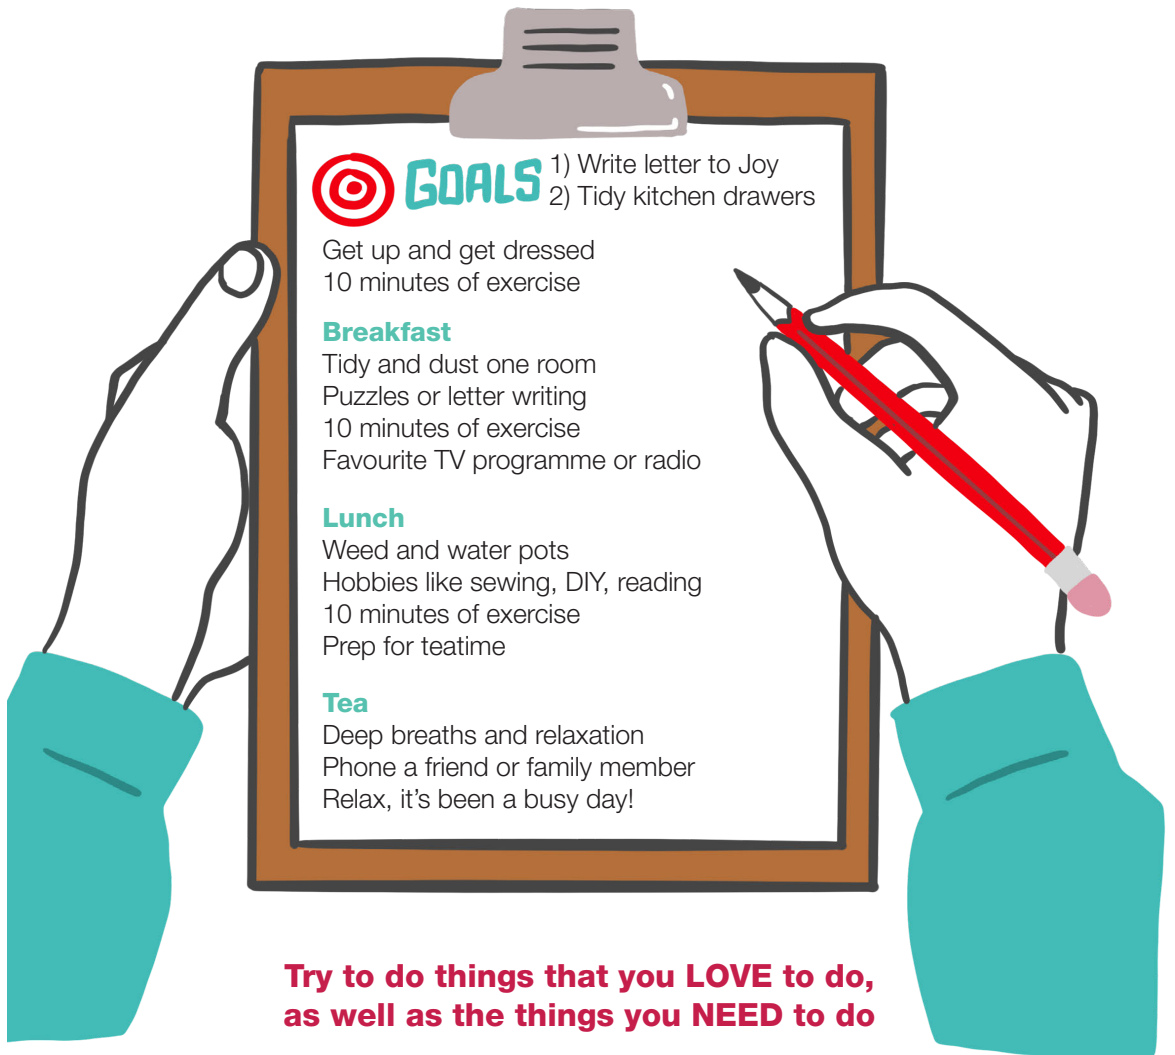 GOALS
1) Write letter to Joy
2) Tidy kitchen drawers
Get up and get dressed
10 minutes of exercise
Breakfast
Tidy and dust one room
Puzzles or letter writing
10 minutes of exercise
Favourite TV programme or radio
Lunch
Weed and water pots
Hobbies like sewing, DIY, reading
10 minutes of exercise
Prep for teatime
Tea
Deep breaths and relaxation
Phone a friend or family member
Relax, it's been a busy day!
Try to do things that you LOVE to do,
as well as the things you NEED to do